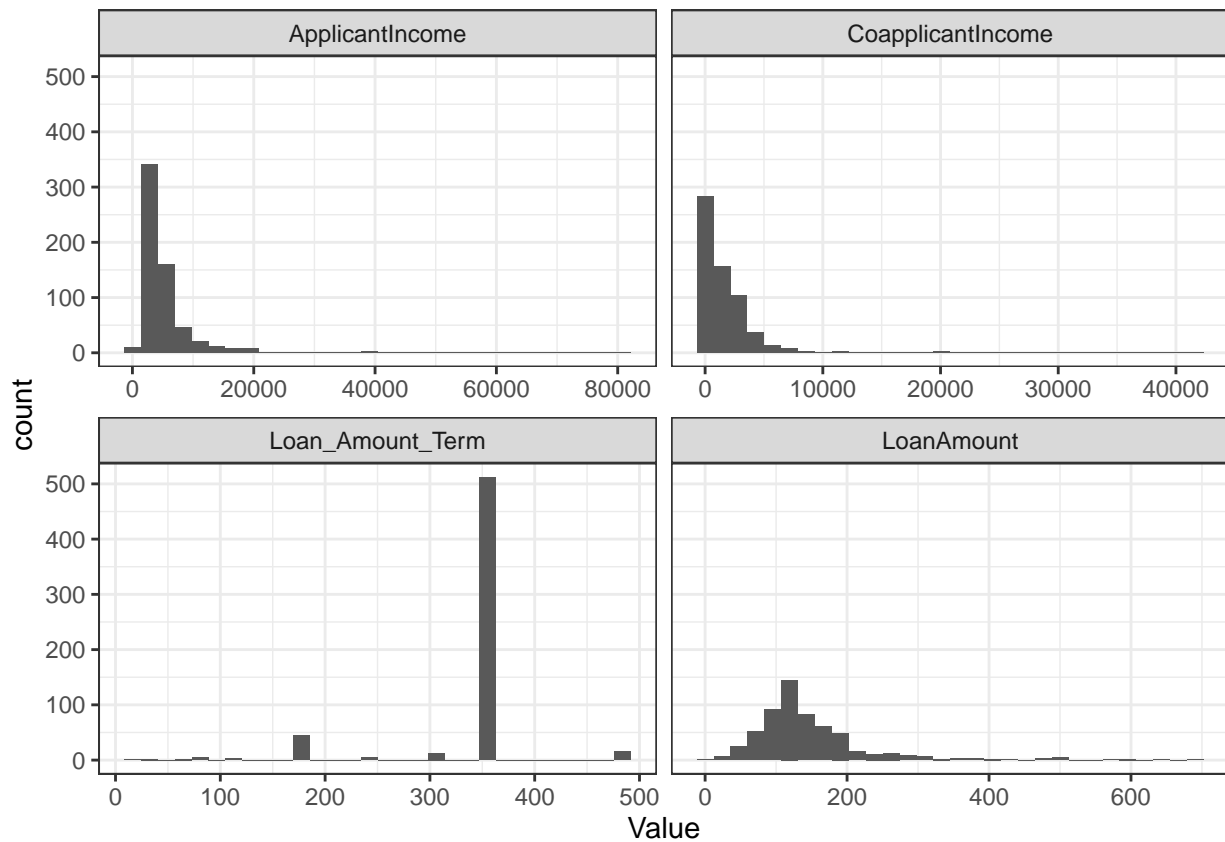 ApplicantIncome
CoapplicantIncome
500
400
300
200
100
0
0 20000 40000 60000 80000
0 10000 20000 30000 40000
count
Loan_Amount_Term
LoanAmount
500
400
300
200
100
0
0 100 200 300 400 500
0 200 400 600
Value